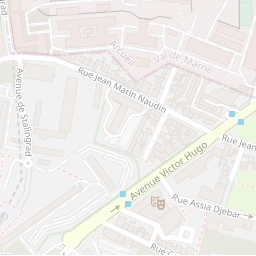 Arcueil
Val-de-Marne
Rue Jean Marin Naudin
Avenue de Stalingrad
Avenue Victor Hugo
Rue Jean
Rue Assia Djebar
Rue